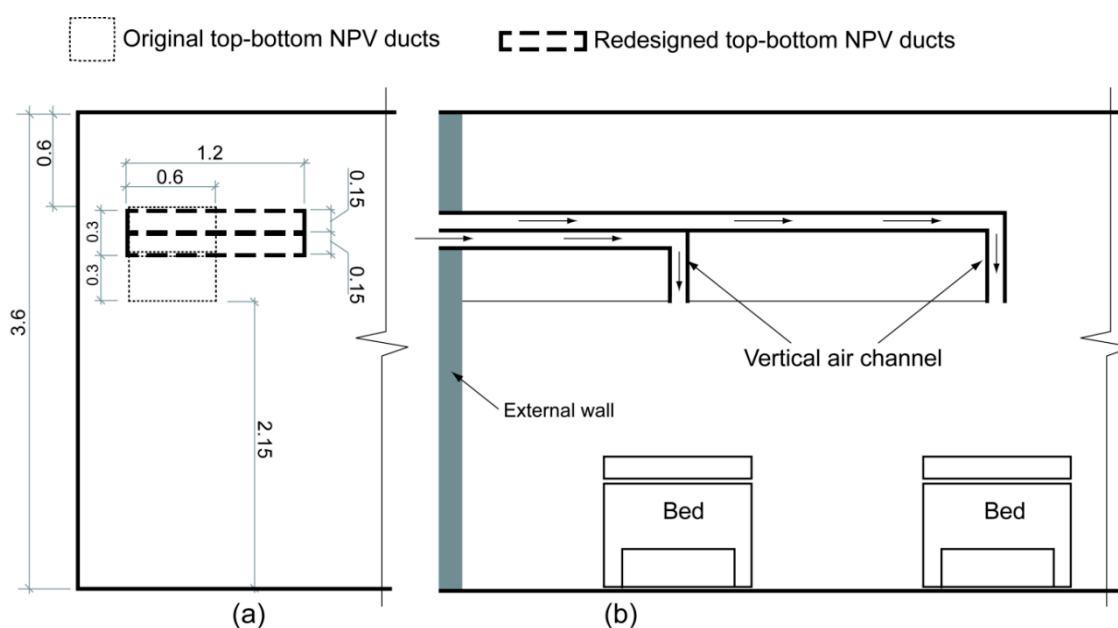 Original top-bottom NPV ducts
Redesigned top-bottom NPV ducts
0.6
3.6
1.2
0.6
0.15
0.3
0.3
0.15
2.15
Vertical air channel
External wall
Bed
Bed
(a)
(b)